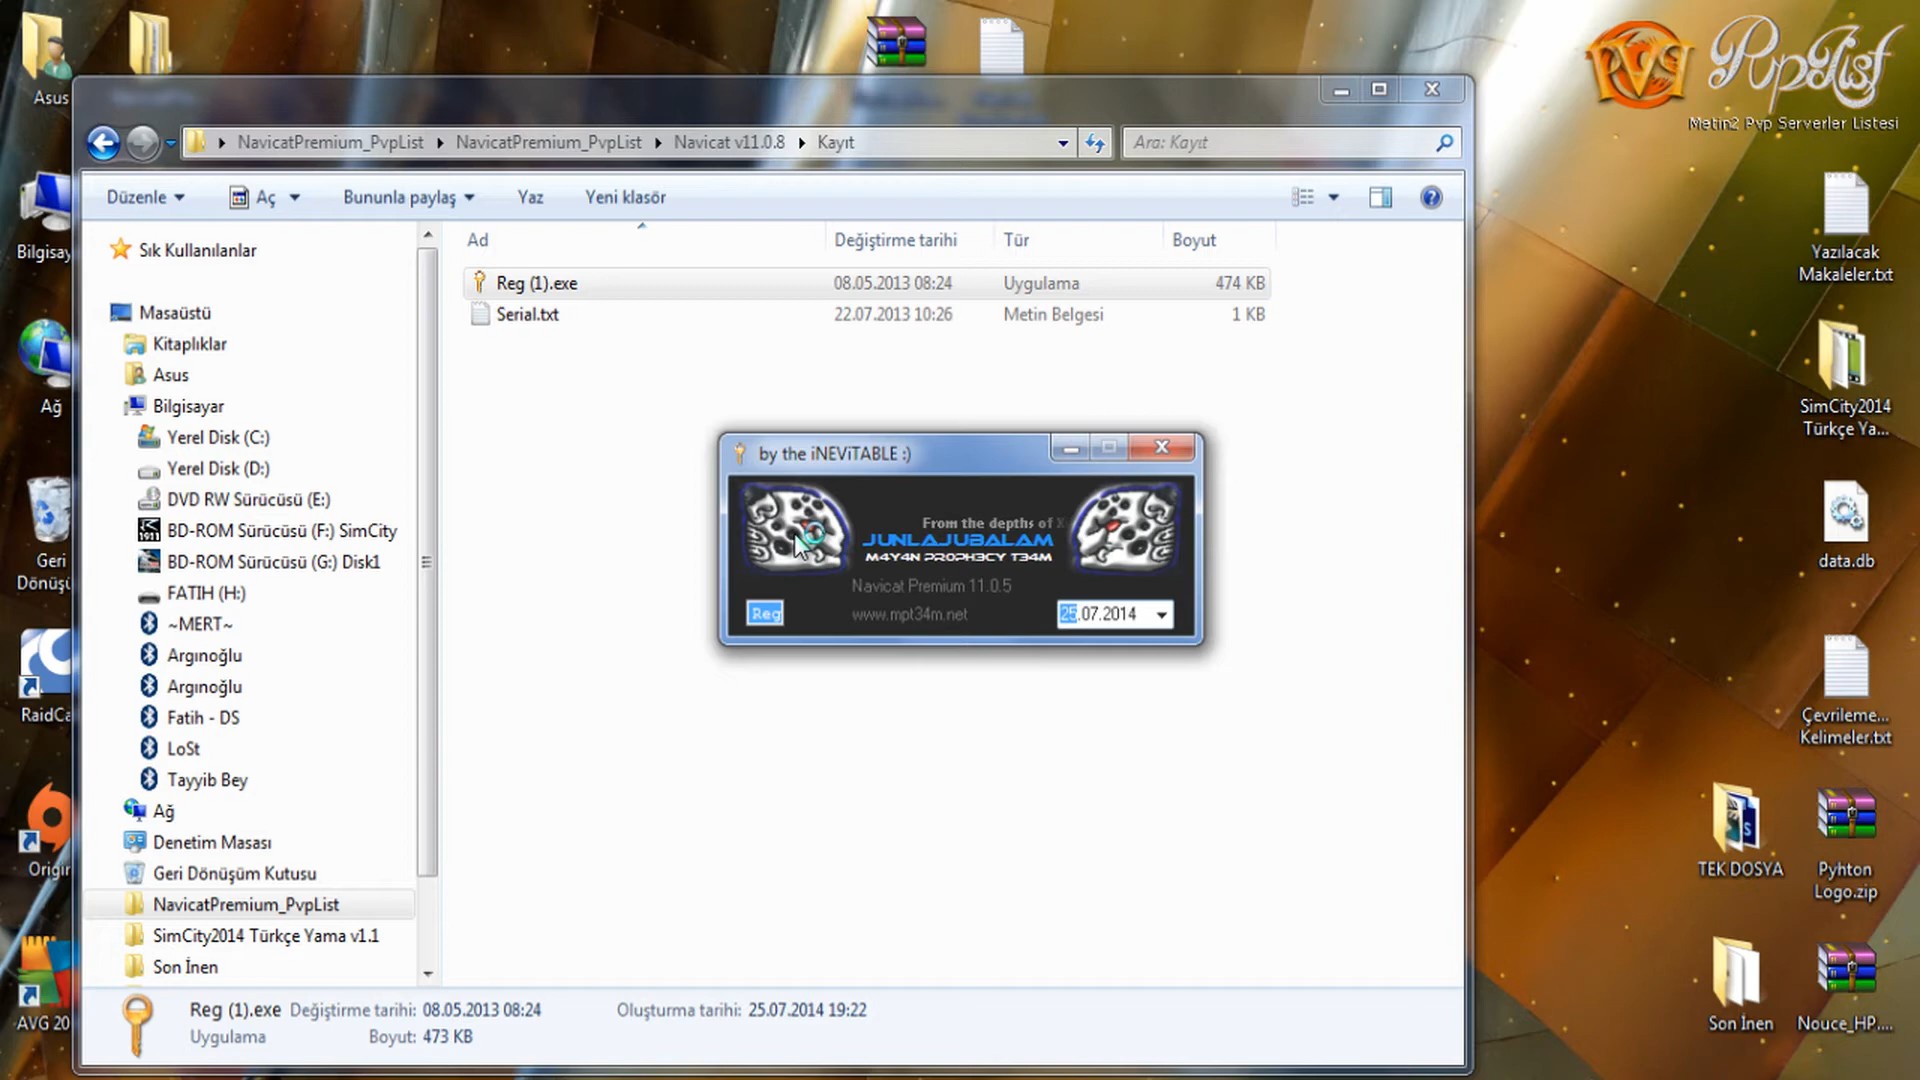 Asus
PvpList
Metin2 Pvp Serverler Listesi
NavicatPremium_PvpList
NavicatPremium_PvpList
Navicat v11.0.8
Kayıt
Ara: Kayıt
Düzenle
Aç
Bununla paylaş
Yaz
Yeni klasör
Ad
Değiştirme tarihi
Tür
Boyut
Reg (1).exe
08.05.2013 08:24
Uygulama
474 KB
Serial.txt
22.07.2013 10:26
Metin Belgesi
1 KB
Sık Kullanılanlar
Masaüstü
Kitaplıklar
Asus
Bilgisayar
Yerel Disk (C:)
Yerel Disk (D:)
DVD RW Sürücüsü (E:)
BD-ROM Sürücüsü (F:) SimCity
BD-ROM Sürücüsü (G:) Disk1
FATIH (H:)
~MERT~
Argınoğlu
Argınoğlu
Fatih - DS
LoSt
Tayyib Bey
Ağ
Denetim Masası
Geri Dönüşüm Kutusu
NavicatPremium_PvpList
SimCity2014 Türkçe Yama v1.1
Son İnen
by the iNEViTABLE :)
From the depths of
JUNLAJUBALAM
M4Y4N PR0PH3CY T34M
Navicat Premium 11.0.5
Reg
www.mpt34m.net
25.07.2014
Reg (1).exe
Değiştirme tarihi: 08.05.2013 08:24
Oluşturma tarihi: 25.07.2014 19:22
Uygulama
Boyut: 473 KB
Bilgisay
Ağ
Geri
Dönüşü
RaidCa
Origin
AVG 20
Yazılacak
Makaleler.txt
SimCity2014
Türkçe Ya...
data.db
Çevrileme...
Kelimeler.txt
TEK DOSYA
Pyhton
Logo.zip
Son İnen
Nouce_HP....